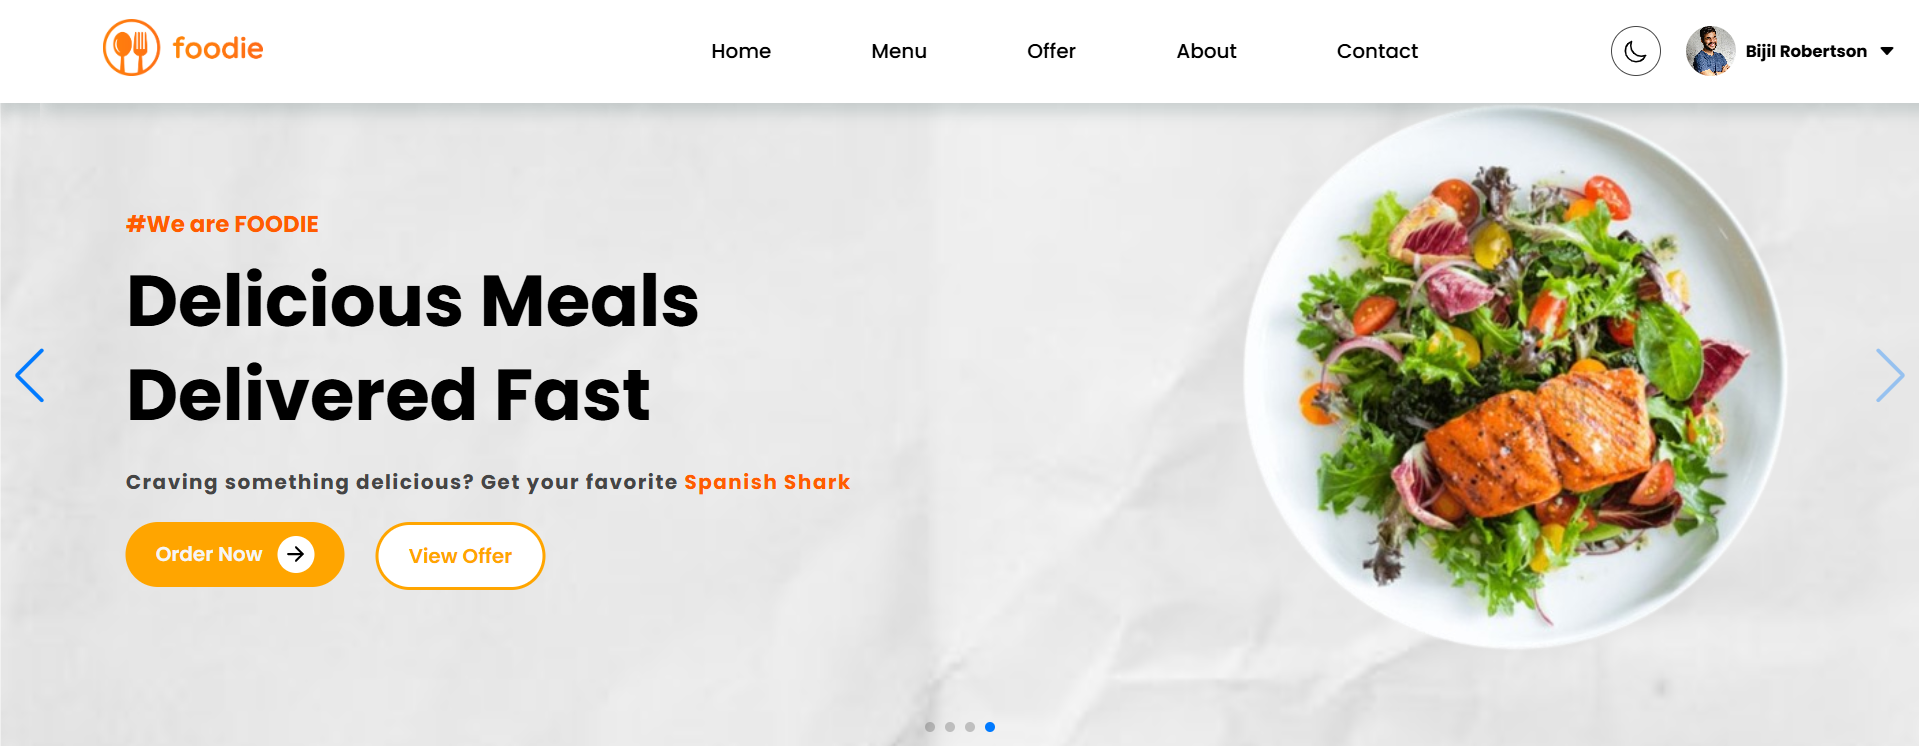 foodie
Home
Menu
Offer
About
Contact
Bijil Robertson
#We are FOODIE
Delicious Meals
Delivered Fast
Craving something delicious? Get your favorite Spanish Shark
Order Now
View Offer